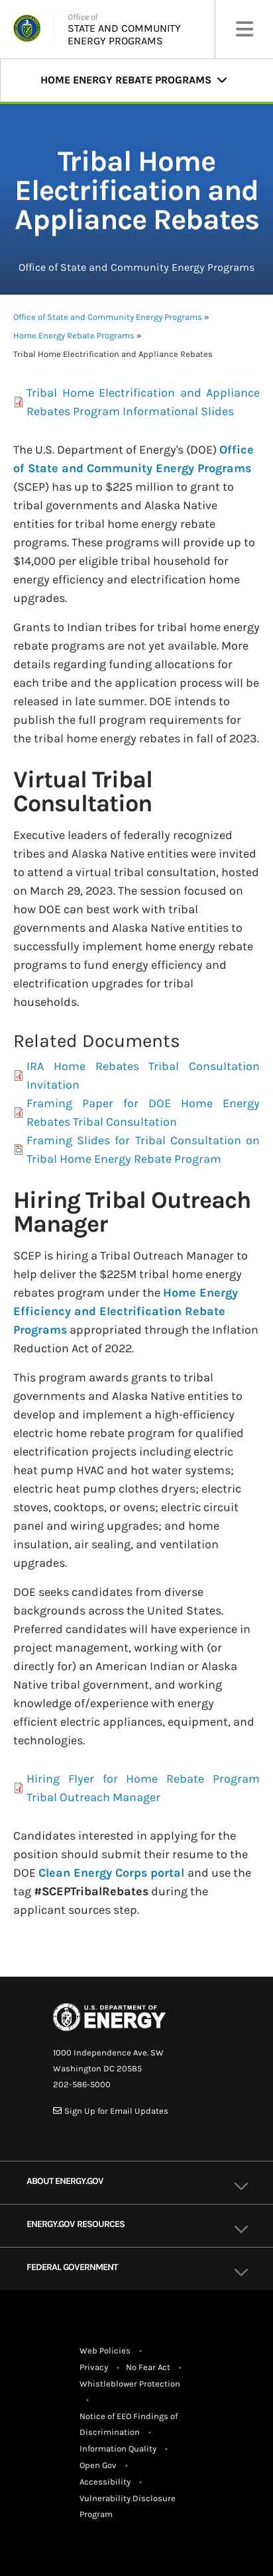 Office of
STATE AND COMMUNITY
ENERGY PROGRAMS
HOME ENERGY REBATE PROGRAMS
Tribal Home
Electrification and
Appliance Rebates
Office of State and Community Energy Programs
Office of State and Community Energy Programs »
Home Energy Rebate Programs »
Tribal Home Electrification and Appliance Rebates
Tribal Home Electrification and Appliance
Rebates Program Informational Slides
The U.S. Department of Energy's (DOE) Office
of State and Community Energy Programs
(SCEP) has up to $225 million to grant to
tribal governments and Alaska Native
entities for tribal home energy rebate
programs. These programs will provide up to
$14,000 per eligible tribal household for
energy efficiency and electrification home
upgrades.
Grants to Indian tribes for tribal home energy
rebate programs are not yet available. More
details regarding funding allocations for
each tribe and the application process will be
released in late summer. DOE intends to
publish the full program requirements for
the tribal home energy rebates in fall of 2023.
Virtual Tribal
Consultation
Executive leaders of federally recognized
tribes and Alaska Native entities were invited
to attend a virtual tribal consultation, hosted
on March 29, 2023. The session focused on
how DOE can best work with tribal
governments and Alaska Native entities to
successfully implement home energy rebate
programs to fund energy efficiency and
electrification upgrades for tribal
households.
Related Documents
IRA Home Rebates Tribal Consultation
Invitation
Framing Paper for DOE Home Energy
Rebates Tribal Consultation
Framing Slides for Tribal Consultation on
Tribal Home Energy Rebate Program
Hiring Tribal Outreach
Manager
SCEP is hiring a Tribal Outreach Manager to
help deliver the $225M tribal home energy
rebates program under the Home Energy
Efficiency and Electrification Rebate
Programs appropriated through the Inflation
Reduction Act of 2022.
This program awards grants to tribal
governments and Alaska Native entities to
develop and implement a high-efficiency
electric home rebate program for qualified
electrification projects including electric
heat pump HVAC and hot water systems;
electric heat pump clothes dryers; electric
stoves, cooktops, or ovens; electric circuit
panel and wiring upgrades; and home
insulation, air sealing, and ventilation
upgrades.
DOE seeks candidates from diverse
backgrounds across the United States.
Preferred candidates will have experience in
project management, working with (or
directly for) an American Indian or Alaska
Native tribal government, and working
knowledge of/experience with energy
efficient electric appliances, equipment, and
technologies.
Hiring Flyer for Home Rebate Program
Tribal Outreach Manager
Candidates interested in applying for the
position should submit their resume to the
DOE Clean Energy Corps portal and use the
tag #SCEPTribalRebates during the
applicant sources step.
U.S. DEPARTMENT OF
ENERGY
1000 Independence Ave. SW
Washington DC 20585
202-586-5000
Sign Up for Email Updates
ABOUT ENERGY.GOV
ENERGY.GOV RESOURCES
FEDERAL GOVERNMENT
Web Policies •
Privacy • No Fear Act •
Whistleblower Protection
•
Notice of EEO Findings of
Discrimination •
Information Quality •
Open Gov •
Accessibility •
Vulnerability Disclosure
Program